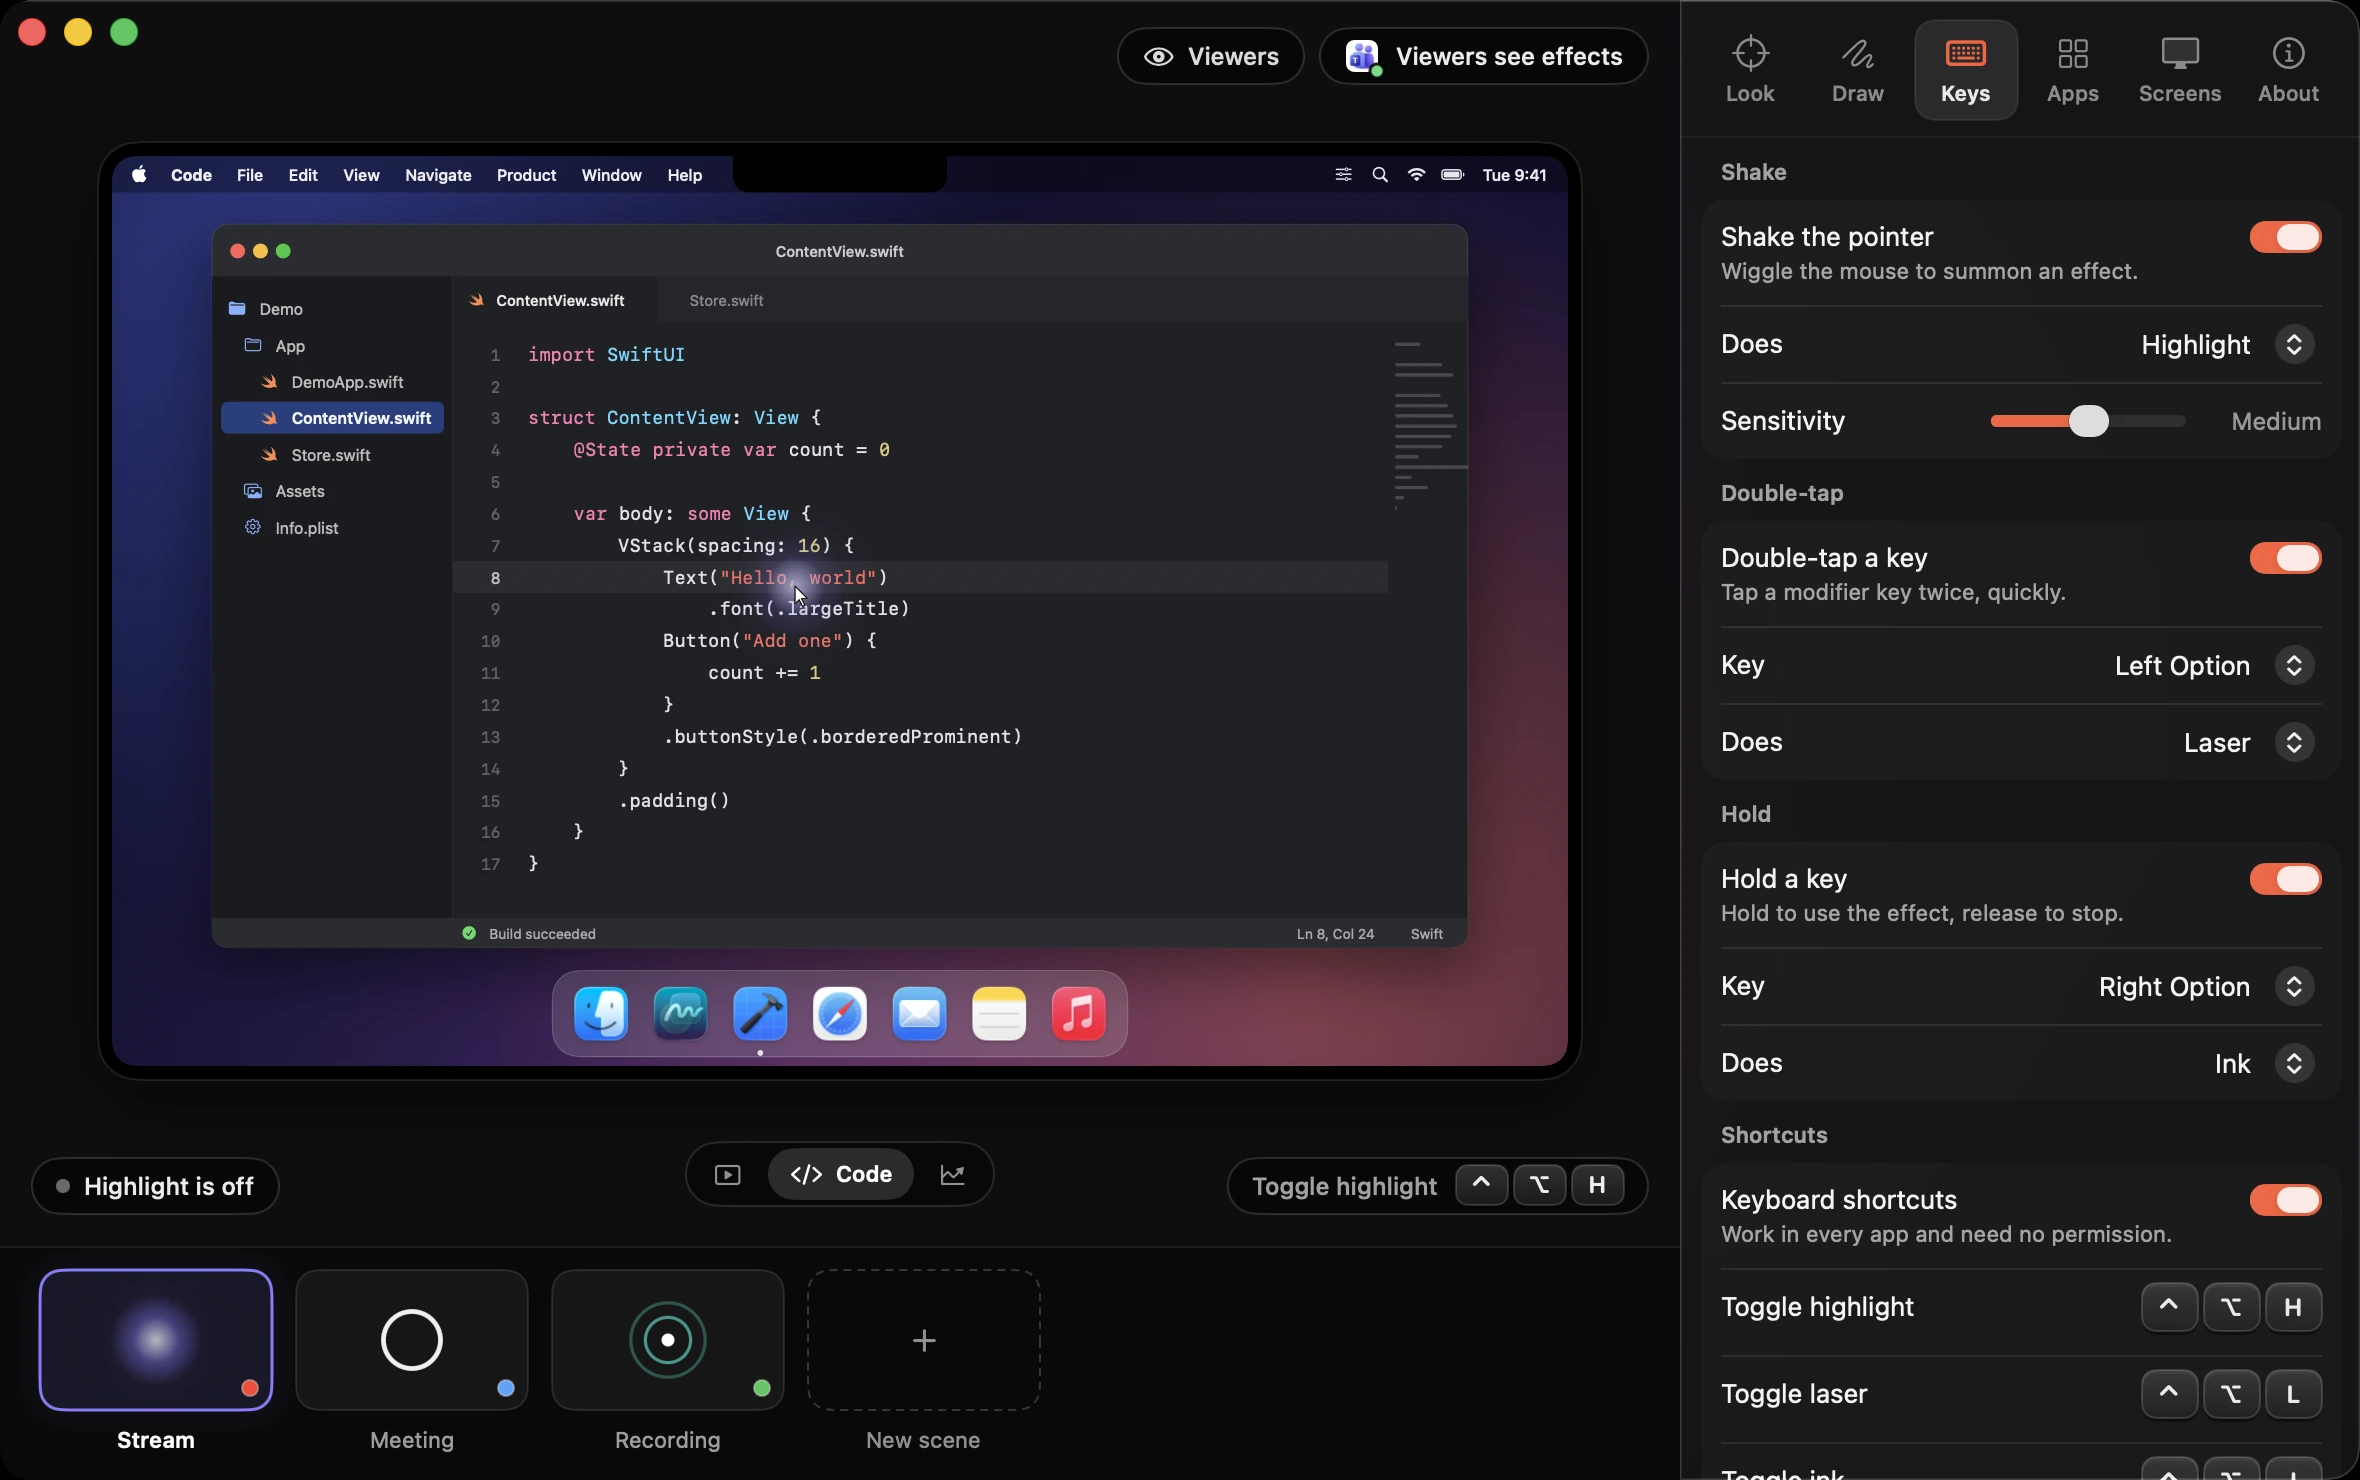 Viewers
Viewers see effects
Look
Draw
Keys
Apps
Screens
About
Code File Edit View Navigate Product Window Help
Tue 9:41
ContentView.swift
Demo
App
DemoApp.swift
ContentView.swift
Store.swift
Assets
Info.plist
ContentView.swift
Store.swift
1 import SwiftUI
2
3 struct ContentView: View {
4 @State private var count = 0
5
6 var body: some View {
7 VStack(spacing: 16) {
8 Text("Hello, world")
9 .font(.largeTitle)
10 Button("Add one") {
11 count += 1
12 }
13 .buttonStyle(.borderedProminent)
14 }
15 .padding()
16 }
17 }
Build succeeded
Ln 8, Col 24
Swift
Highlight is off
</> Code
Toggle highlight ^ ⌥ H
Stream
Meeting
Recording
+
New scene
Shake
Shake the pointer
Wiggle the mouse to summon an effect.
Does Highlight
Sensitivity Medium
Double-tap
Double-tap a key
Tap a modifier key twice, quickly.
Key Left Option
Does Laser
Hold
Hold a key
Hold to use the effect, release to stop.
Key Right Option
Does Ink
Shortcuts
Keyboard shortcuts
Work in every app and need no permission.
Toggle highlight ^ ⌥ H
Toggle laser ^ ⌥ L
Toggle ink ^ ⌥